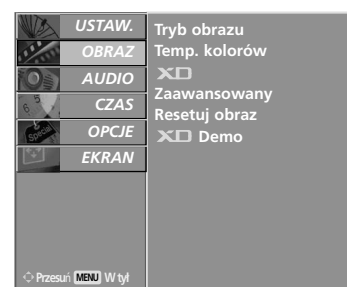 USTAW.
OBRAZ
AUDIO
CZAS
OPCJE
Special
EKRAN
Przesuń MENU W tył
Tryb obrazu
Temp. kolorów
XD
Zaawansowany
Resetuj obraz
XD Demo